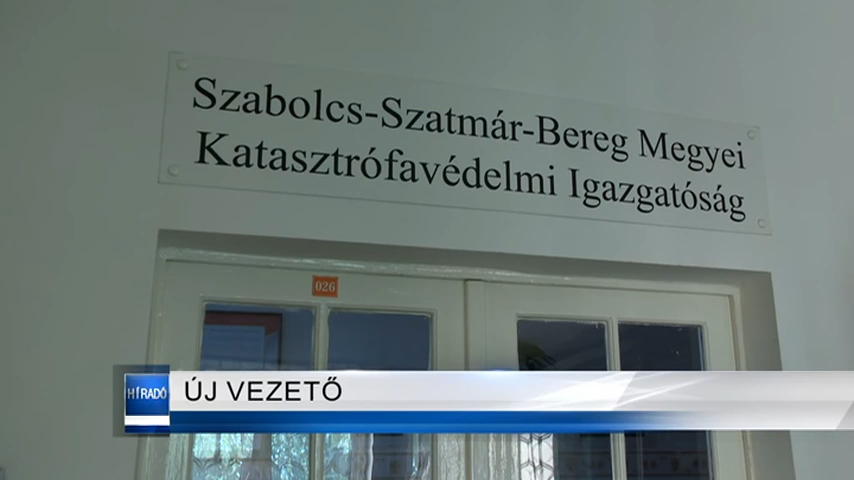 Szabolcs-Szatmár-Bereg Megyei
Katasztrófavédelmi Igazgatóság
026
HÍRADÓ
ÚJ VEZETŐ